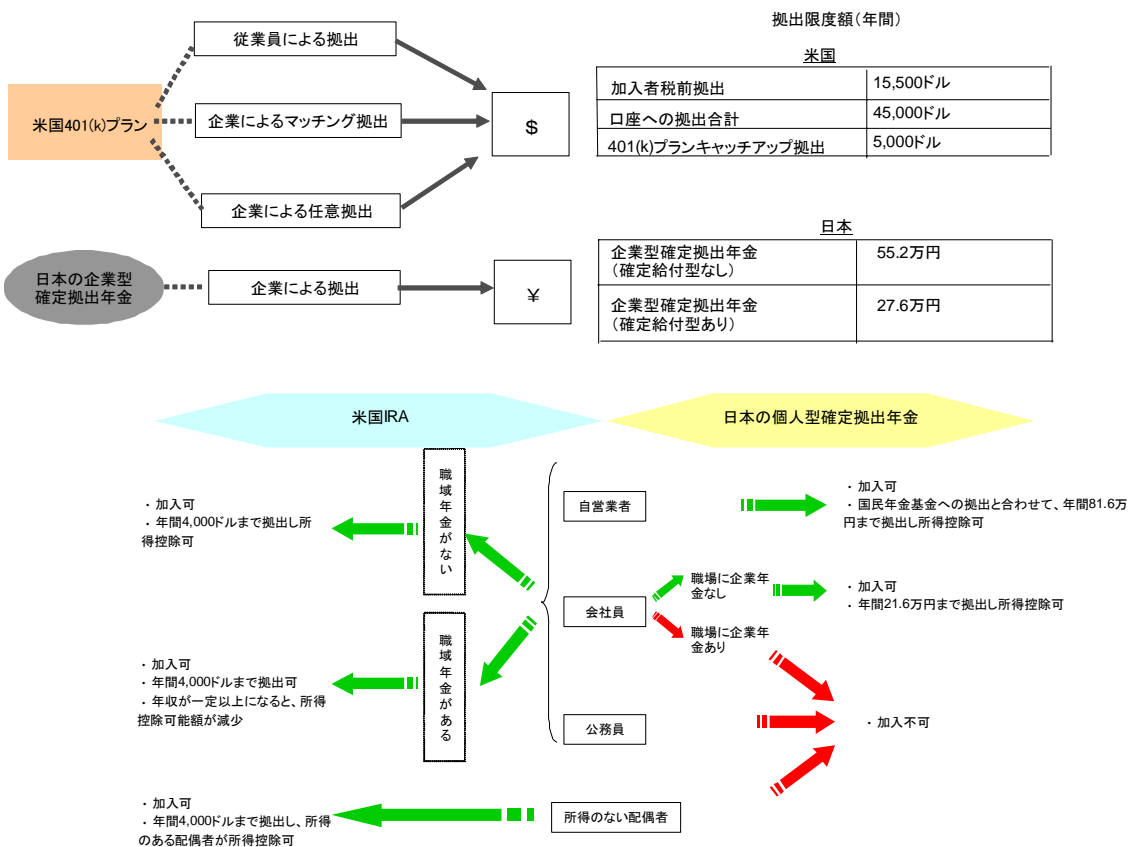 拠出限度額（年間）
従業員による拠出
米国401(k)プラン
企業によるマッチング拠出
企業による任意拠出
$
米国
加入者税前拠出 15,500ドル
口座への拠出合計 45,000ドル
401(k)プランキャッチアップ拠出 5,000ドル
日本の企業型
確定拠出年金
企業による拠出
￥
日本
企業型確定拠出年金
（確定給付型なし）
55.2万円
企業型確定拠出年金
（確定給付型あり）
27.6万円
米国IRA
日本の個人型確定拠出年金
職域年金がない
・加入可
・年間4,000ドルまで拠出し所
得控除可
職域年金がある
・加入可
・年間4,000ドルまで拠出可
・年収が一定以上になると、所得
控除可能額が減少
自営業者
・加入可
・国民年金基金への拠出と合わせて、年間81.6万
円まで拠出し所得控除可
会社員
職場に企業年
金なし
・加入可
・年間21.6万円まで拠出し所得控除可
職場に企業年
金あり
公務員
・加入不可
所得のない配偶者
・加入可
・年間4,000ドルまで拠出し、所得
のある配偶者が所得控除可